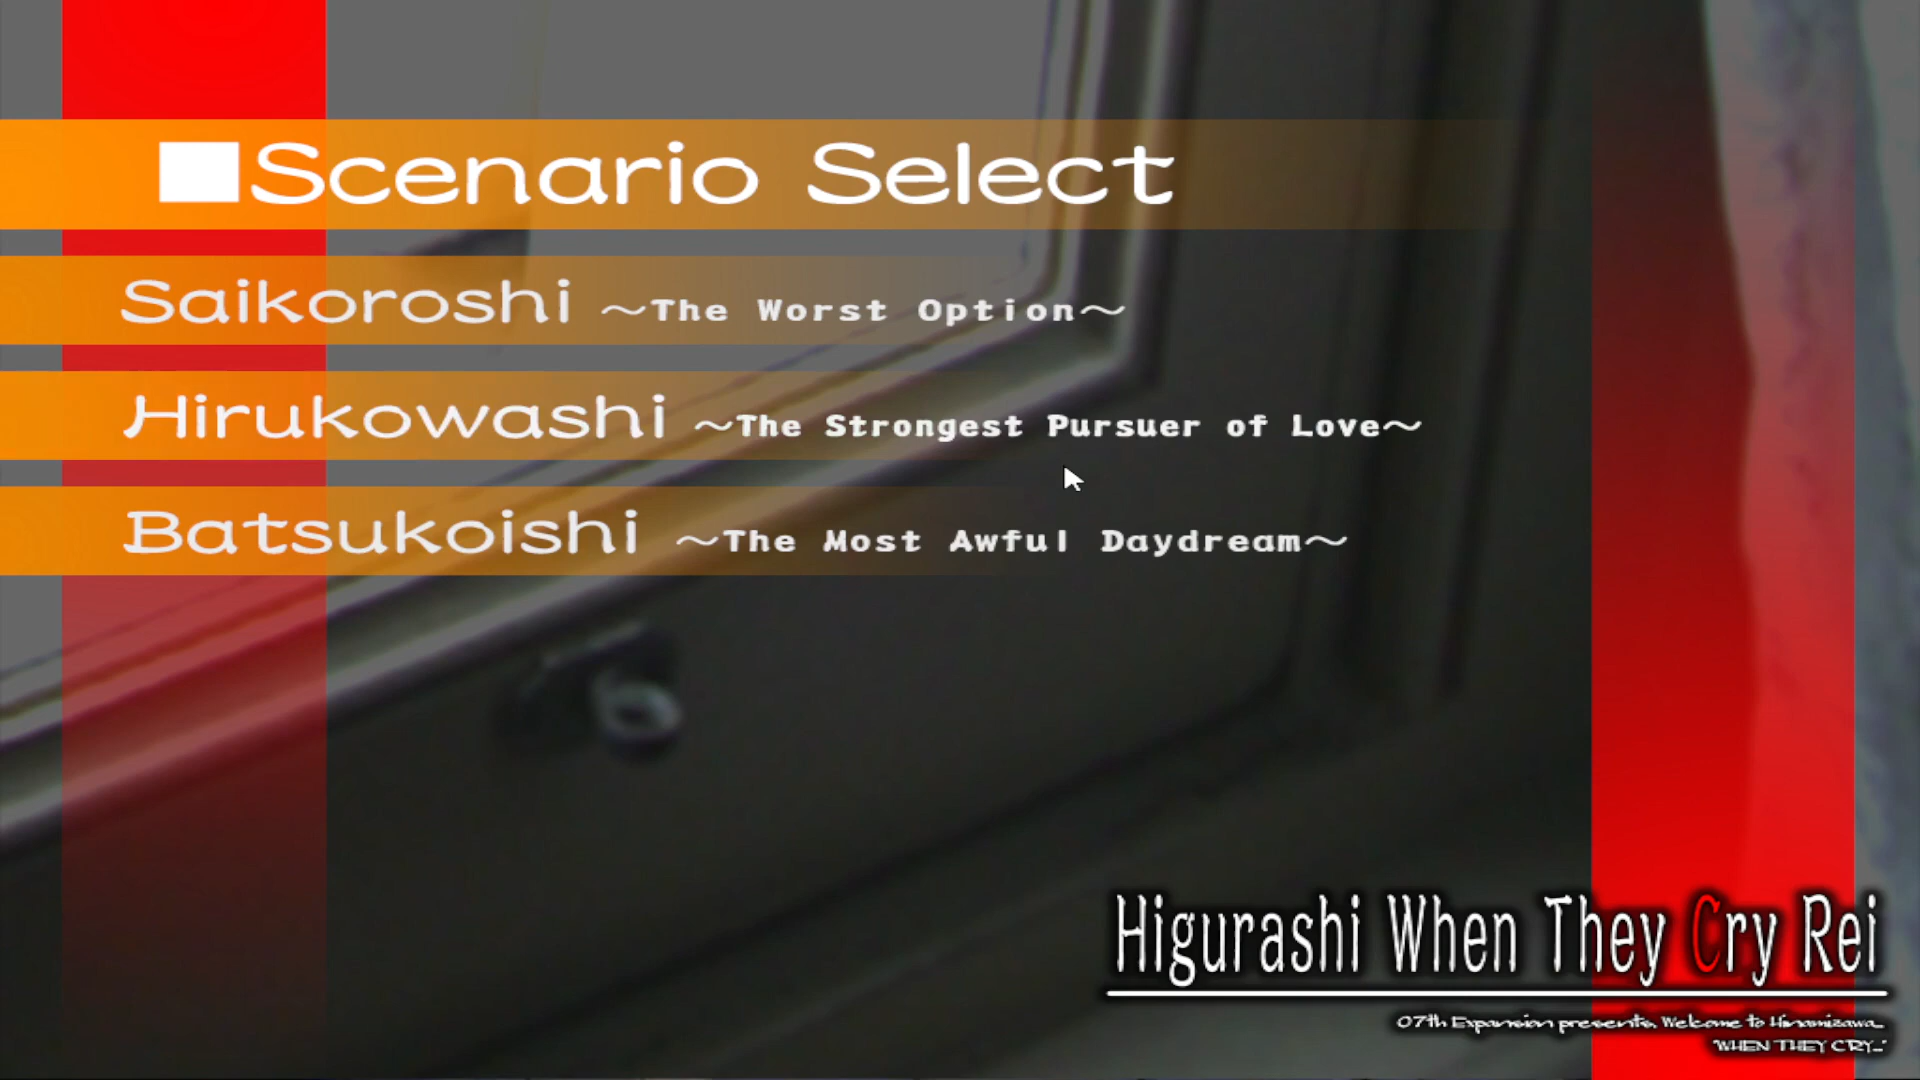 ■Scenario Select
Saikoroshi ～The Worst Option～
Hirukowashi ～The Strongest Pursuer of Love～
Batsukoishi ～The Most Awful Daydream～
Higurashi When They Cry Rei
07th Expansion presents. Welcome to Hinamizawa...
"WHEN THEY CRY..."